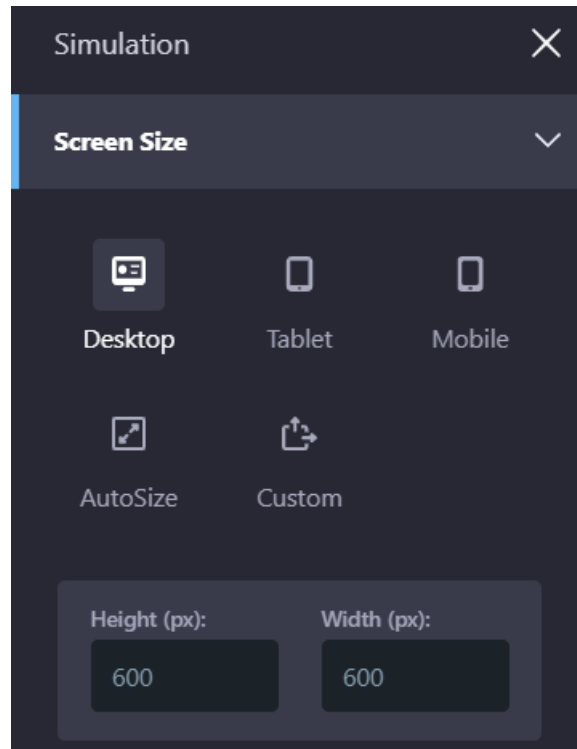 Simulation
Screen Size
Desktop
Tablet
Mobile
AutoSize
Custom
Height (px):
Width (px):
600
600